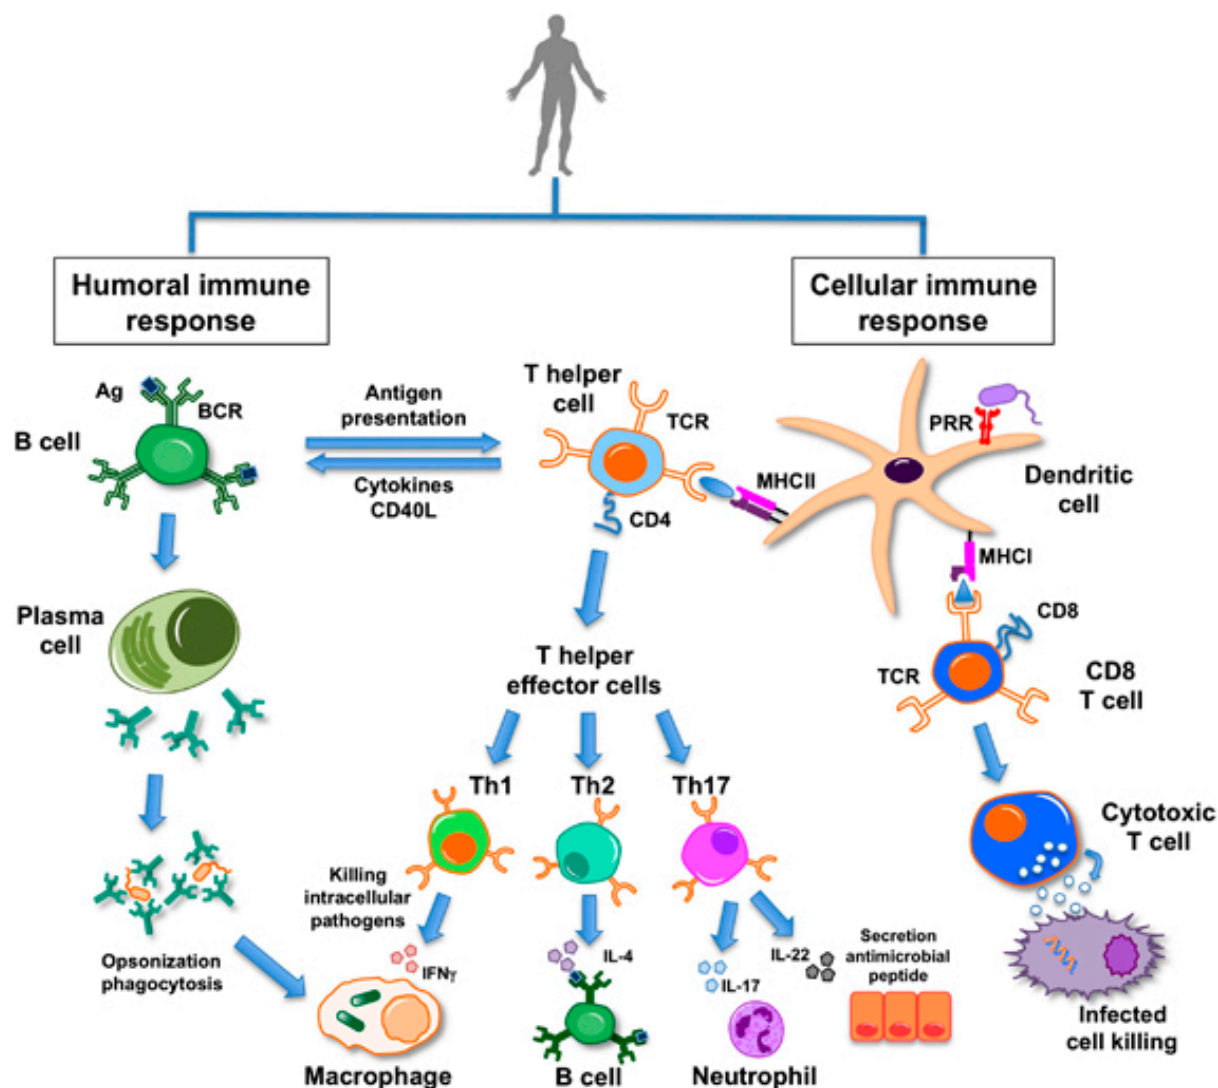 Humoral immune
response
Cellular immune
response
Ag
BCR
B cell
Antigen
presentation
Cytokines
CD40L
T helper
cell
TCR
CD4
MHCII
PRR
Dendritic
cell
MHCI
CD8
TCR
CD8
T cell
Plasma
cell
T helper
effector cells
Th1
Th2
Th17
Cytotoxic
T cell
Killing
intracellular
pathogens
Opsonization
phagocytosis
IFNγ
IL-4
IL-17
IL-22
Secretion
antimicrobial
peptide
Infected
cell killing
Macrophage
B cell
Neutrophil